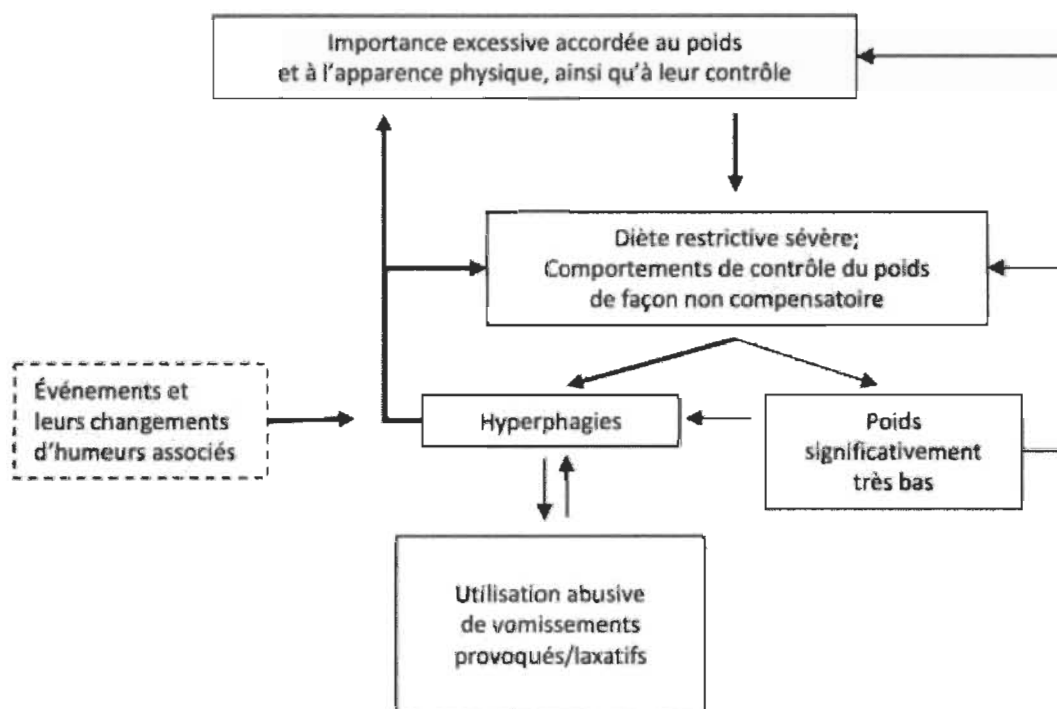 Importance excessive accordée au poids
et à l'apparence physique, ainsi qu'à leur contrôle
Diète restrictive sévère;
Comportements de contrôle du poids
de façon non compensatoire
Événements et
leurs changements
d'humeurs associés
Hyperphagies
Poids
significativement
très bas
Utilisation abusive
de vomissements
provoqués/laxatifs